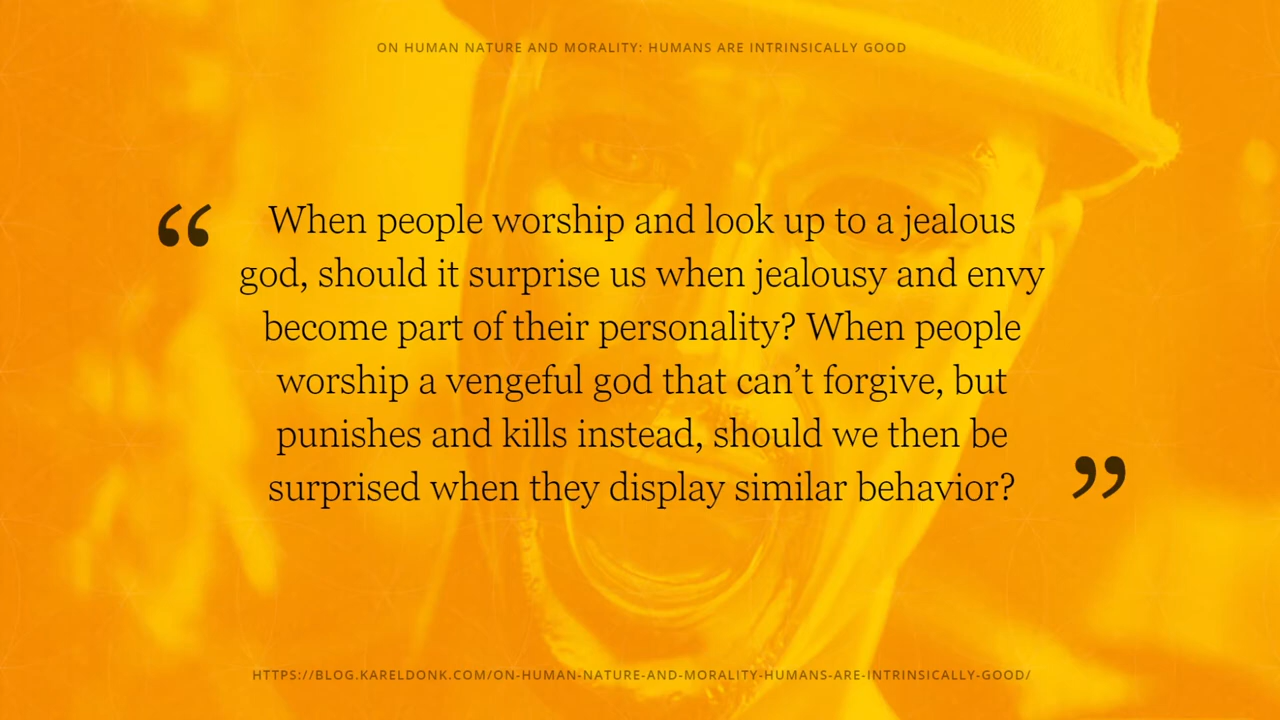 ON HUMAN NATURE AND MORALITY: HUMANS ARE INTRINSICALLY GOOD
“ When people worship and look up to a jealous
god, should it surprise us when jealousy and envy
become part of their personality? When people
worship a vengeful god that can’t forgive, but
punishes and kills instead, should we then be
surprised when they display similar behavior? ”
HTTPS://BLOG.KARELDONK.COM/ON-HUMAN-NATURE-AND-MORALITY-HUMANS-ARE-INTRINSICALLY-GOOD/